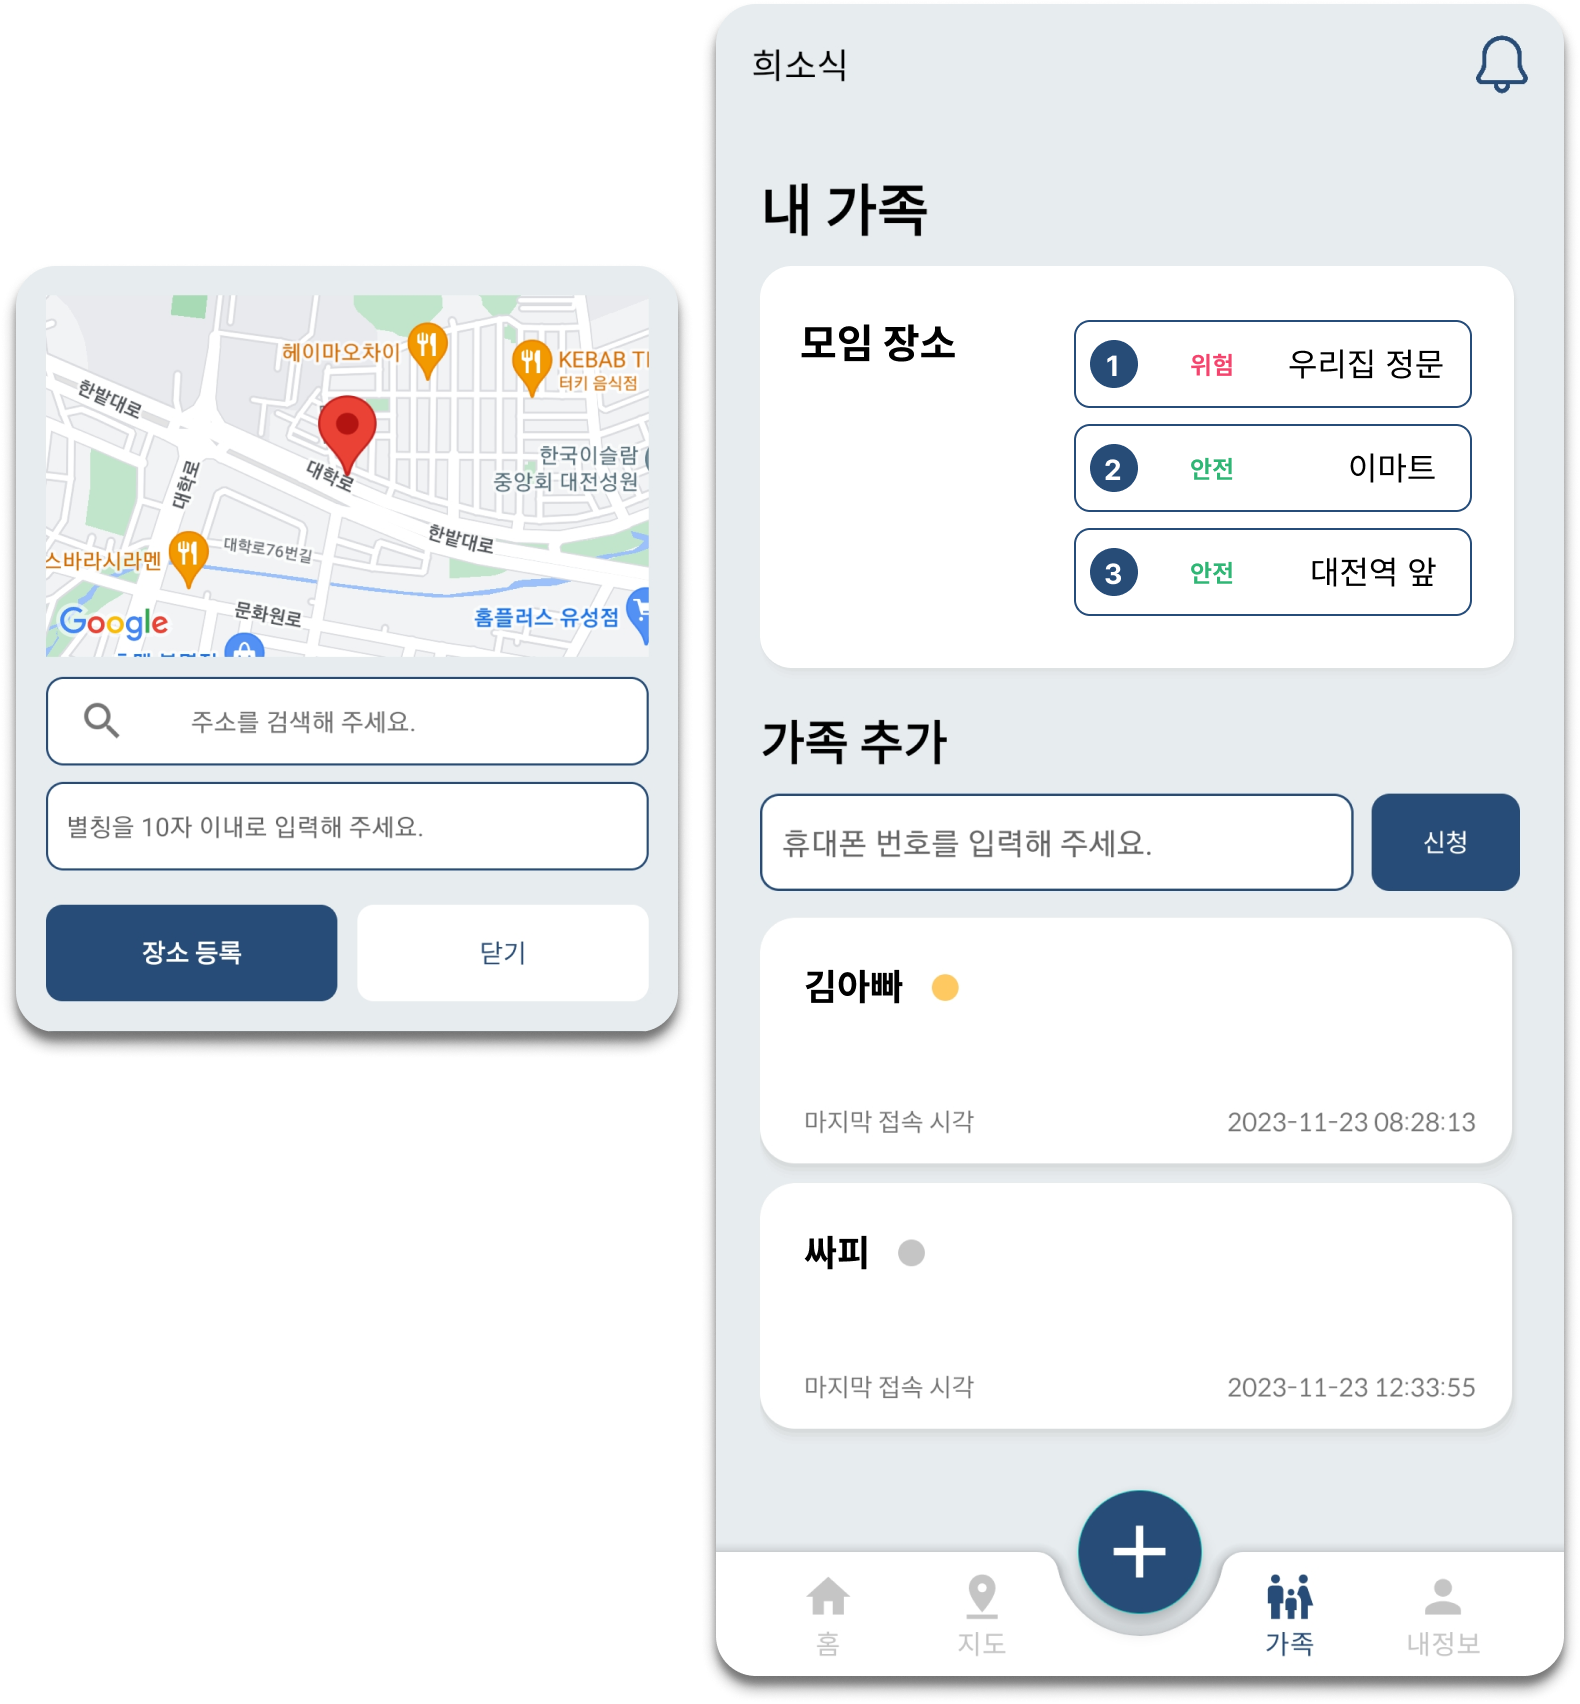 헤이마오차이
KEBAB
터키 음식점
한밭대로
대학로
대학로
한국이슬람
중앙회 대전성원
한밭대로
스바라시라멘
대학로76번길
문화원로
홈플러스 유성점
Google
주소를 검색해 주세요.
별칭을 10자 이내로 입력해 주세요.
장소 등록
닫기
희소식
내 가족
모임 장소
1 위험 우리집 정문
2 안전 이마트
3 안전 대전역 앞
가족 추가
휴대폰 번호를 입력해 주세요.
신청
김아빠
마지막 접속 시각 2023-11-23 08:28:13
싸피
마지막 접속 시각 2023-11-23 12:33:55
홈
지도
가족
내정보